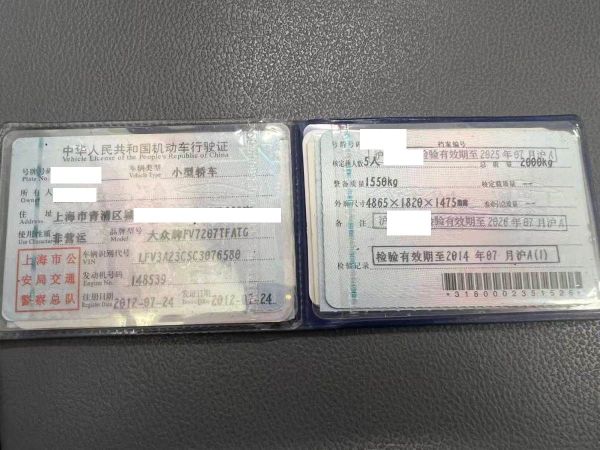 中华人民共和国机动车行驶证
Vehicle License of the People's Republic of China
号牌号码
Plate No.
车辆类型
Vehicle Type
小型轿车
所有人
Owner
住址
Address
上海市青浦区城
使用性质
Use Character
非营运
品牌型号
Model
大众牌FV7207TFATG
上海市公
安局交通
警察总队
车辆识别代号
VIN
LFV3A23CSC3076580
发动机号码
Engine No.
148539
注册日期
Register Date
2012-07-24
发证日期
Issue Date
2012-07-24
号牌号码
档案编号
检验有效期至2025年07月沪A
核定载人数 5人
总质量 2000kg
整备质量 1550kg
核定载质量 --
外廓尺寸 4865×1820×1475mm
准牵引总质量 --
备注
检验有效期至2026年07月沪A
检验记录
检验有效期至2014年07月沪A(1)
*3180002351526*